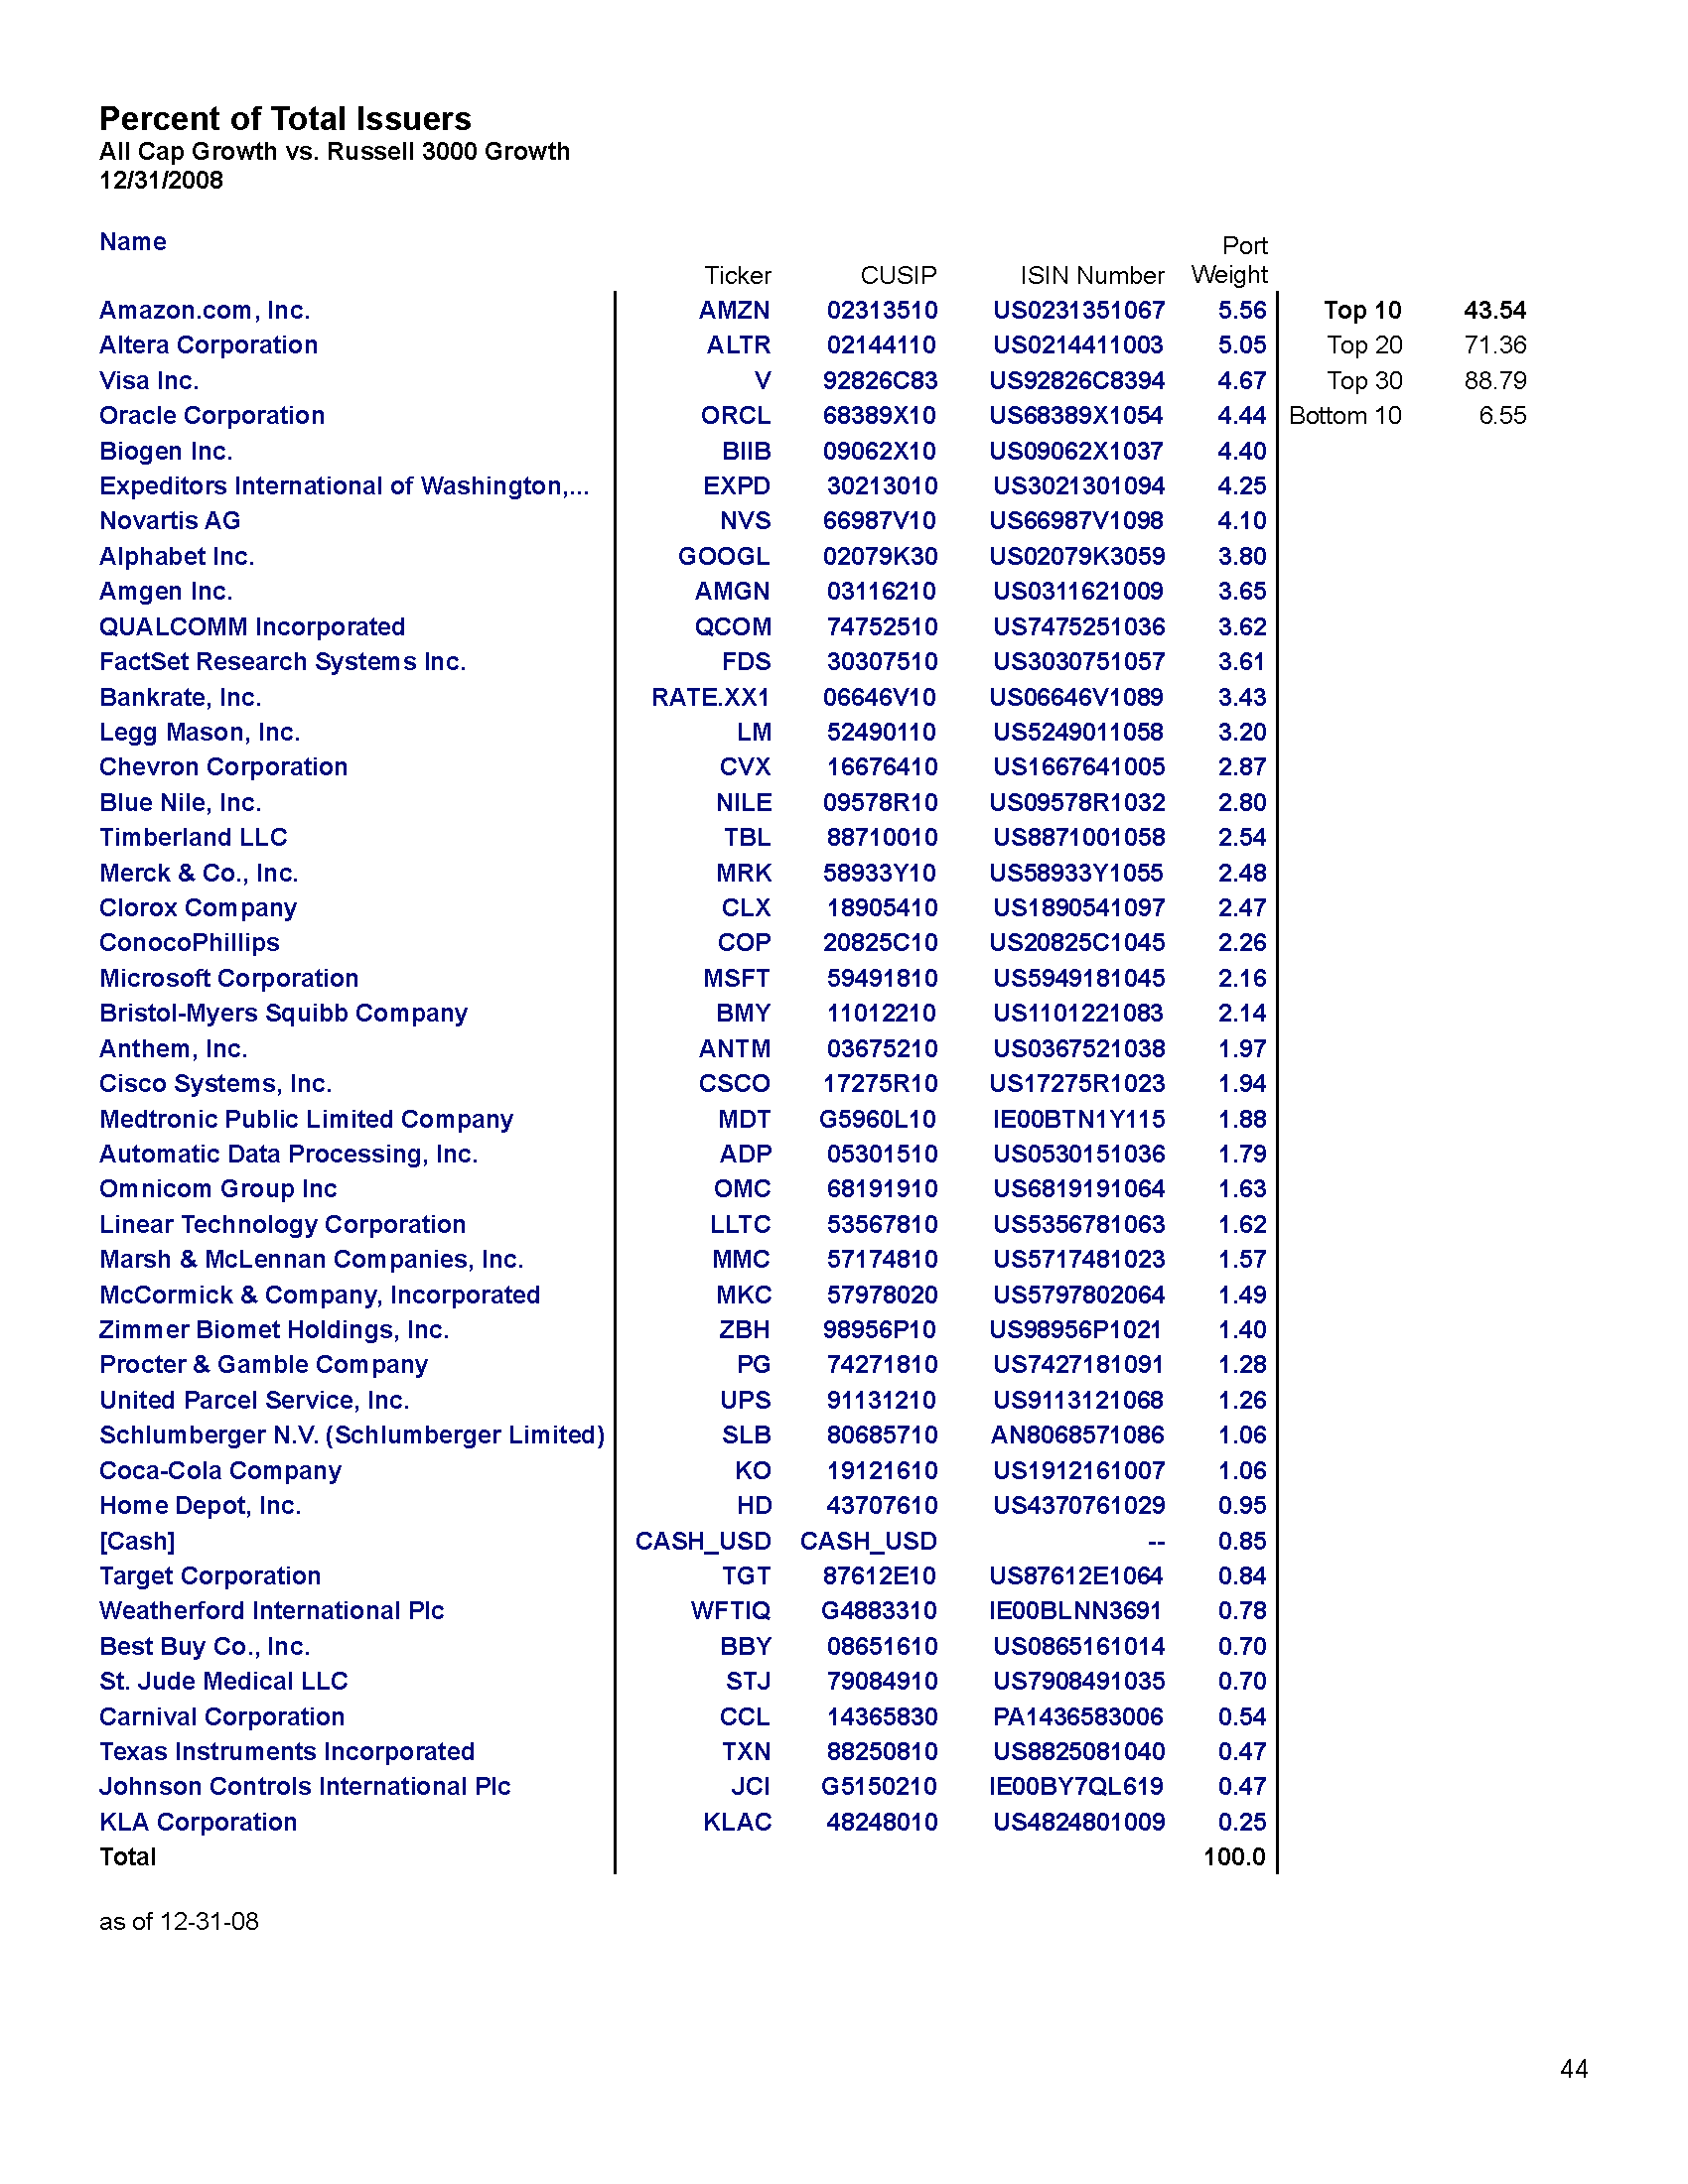 Percent of Total Issuers
All Cap Growth vs. Russell 3000 Growth
12/31/2008
Name Port
Ticker CUSIP ISIN Number Weight
Amazon.com, Inc. AMZN 02313510 US0231351067 5.56 Top 10 43.54
Altera Corporation ALTR 02144110 US0214411003 5.05 Top 20 71.36
Visa Inc. V 92826C83 US92826C8394 4.67 Top 30 88.79
Oracle Corporation ORCL 68389X10 US68389X1054 4.44 Bottom 10 6.55
Biogen Inc. BIIB 09062X10 US09062X1037 4.40
Expeditors International of Washington,... EXPD 30213010 US3021301094 4.25
Novartis AG NVS 66987V10 US66987V1098 4.10
Alphabet Inc. GOOGL 02079K30 US02079K3059 3.80
Amgen Inc. AMGN 03116210 US0311621009 3.65
QUALCOMM Incorporated QCOM 74752510 US7475251036 3.62
FactSet Research Systems Inc. FDS 30307510 US3030751057 3.61
Bankrate, Inc. RATE.XX1 06646V10 US06646V1089 3.43
Legg Mason, Inc. LM 52490110 US5249011058 3.20
Chevron Corporation CVX 16676410 US1667641005 2.87
Blue Nile, Inc. NILE 09578R10 US09578R1032 2.80
Timberland LLC TBL 88710010 US8871001058 2.54
Merck & Co., Inc. MRK 58933Y10 US58933Y1055 2.48
Clorox Company CLX 18905410 US1890541097 2.47
ConocoPhillips COP 20825C10 US20825C1045 2.26
Microsoft Corporation MSFT 59491810 US5949181045 2.16
Bristol-Myers Squibb Company BMY 11012210 US1101221083 2.14
Anthem, Inc. ANTM 03675210 US0367521038 1.97
Cisco Systems, Inc. CSCO 17275R10 US17275R1023 1.94
Medtronic Public Limited Company MDT G5960L10 IE00BTN1Y115 1.88
Automatic Data Processing, Inc. ADP 05301510 US0530151036 1.79
Omnicom Group Inc OMC 68191910 US6819191064 1.63
Linear Technology Corporation LLTC 53567810 US5356781063 1.62
Marsh & McLennan Companies, Inc. MMC 57174810 US5717481023 1.57
McCormick & Company, Incorporated MKC 57978020 US5797802064 1.49
Zimmer Biomet Holdings, Inc. ZBH 98956P10 US98956P1021 1.40
Procter & Gamble Company PG 74271810 US7427181091 1.28
United Parcel Service, Inc. UPS 91131210 US9113121068 1.26
Schlumberger N.V. (Schlumberger Limited) SLB 80685710 AN8068571086 1.06
Coca-Cola Company KO 19121610 US1912161007 1.06
Home Depot, Inc. HD 43707610 US4370761029 0.95
[Cash] CASH_USD CASH_USD -- 0.85
Target Corporation TGT 87612E10 US87612E1064 0.84
Weatherford International Plc WFTIQ G4883310 IE00BLNN3691 0.78
Best Buy Co., Inc. BBY 08651610 US0865161014 0.70
St. Jude Medical LLC STJ 79084910 US7908491035 0.70
Carnival Corporation CCL 14365830 PA1436583006 0.54
Texas Instruments Incorporated TXN 88250810 US8825081040 0.47
Johnson Controls International Plc JCI G5150210 IE00BY7QL619 0.47
KLA Corporation KLAC 48248010 US4824801009 0.25
Total 100.0
as of 12-31-08
44